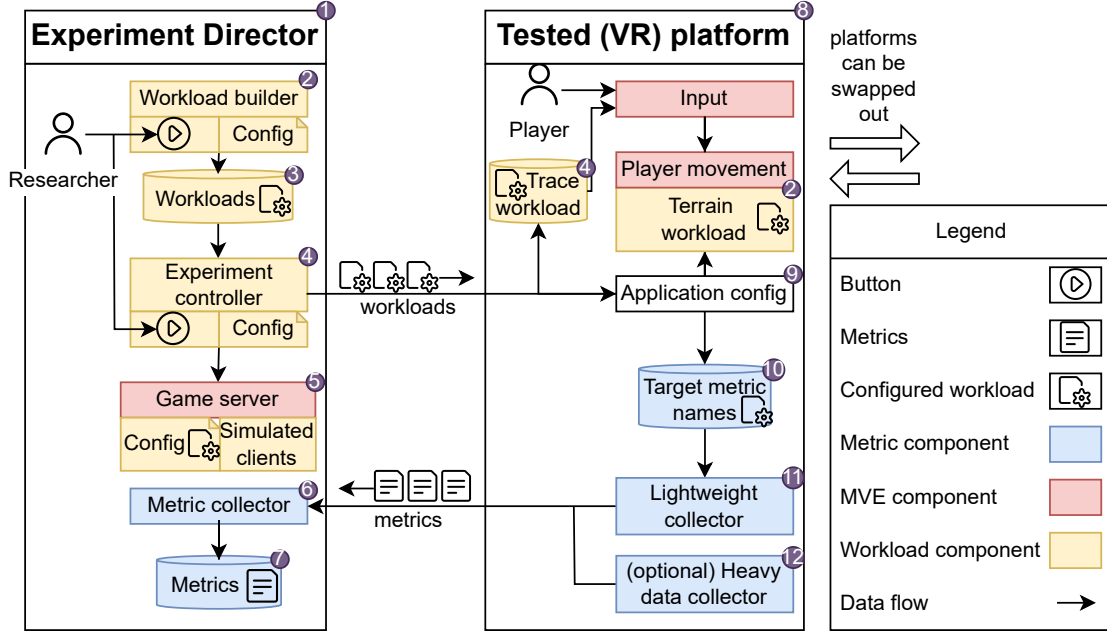 Experiment Director
1
Researcher
Workload builder
2
Config
3
Workloads
Experiment
controller
4
Config
Game server
5
Config
Simulated
clients
Metric collector
6
7
Metrics
workloads
metrics
Tested (VR) platform
8
Player
Input
Player movement
4
Trace
workload
2
Terrain
workload
Application config
9
10
Target metric
names
Lightweight
collector
11
(optional) Heavy
data collector
12
platforms
can be
swapped
out
Legend
Button
Metrics
Configured workload
Metric component
MVE component
Workload component
Data flow